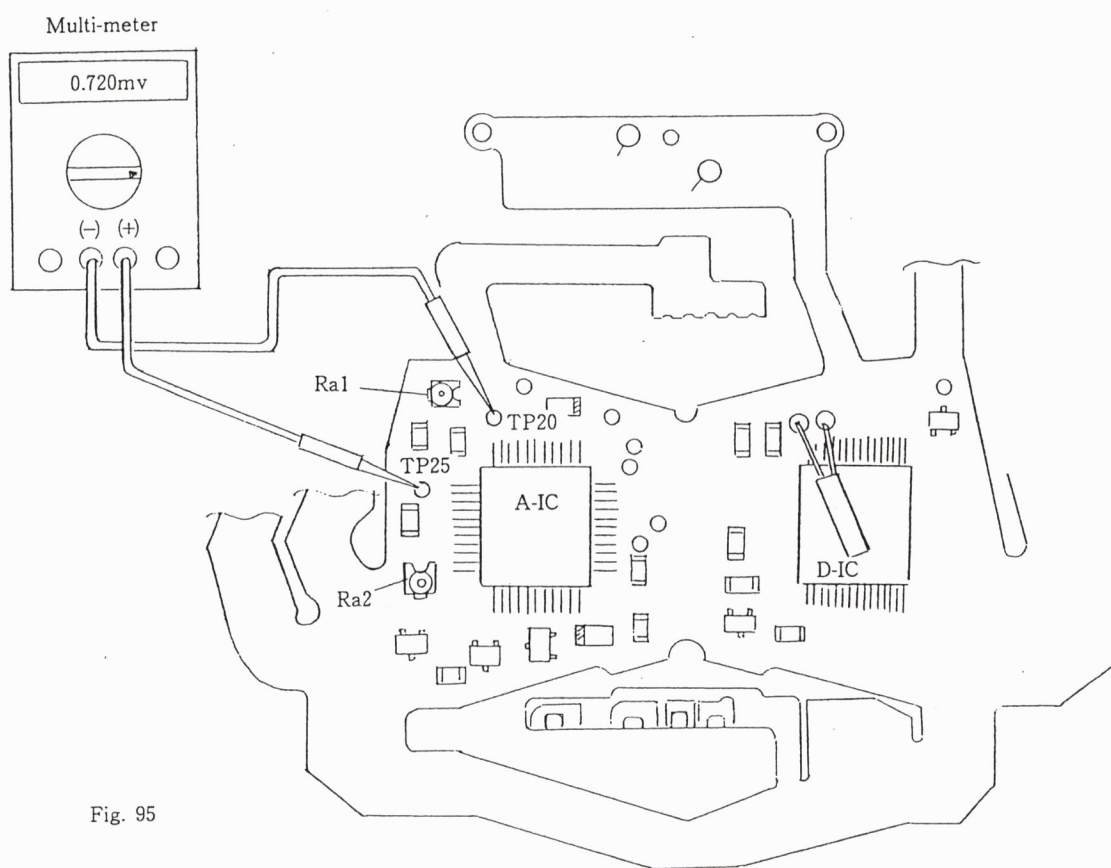 Multi-meter
0.720mv
(-) (+)
Ra1
TP20
TP25
A-IC
D-IC
Ra2
Fig. 95